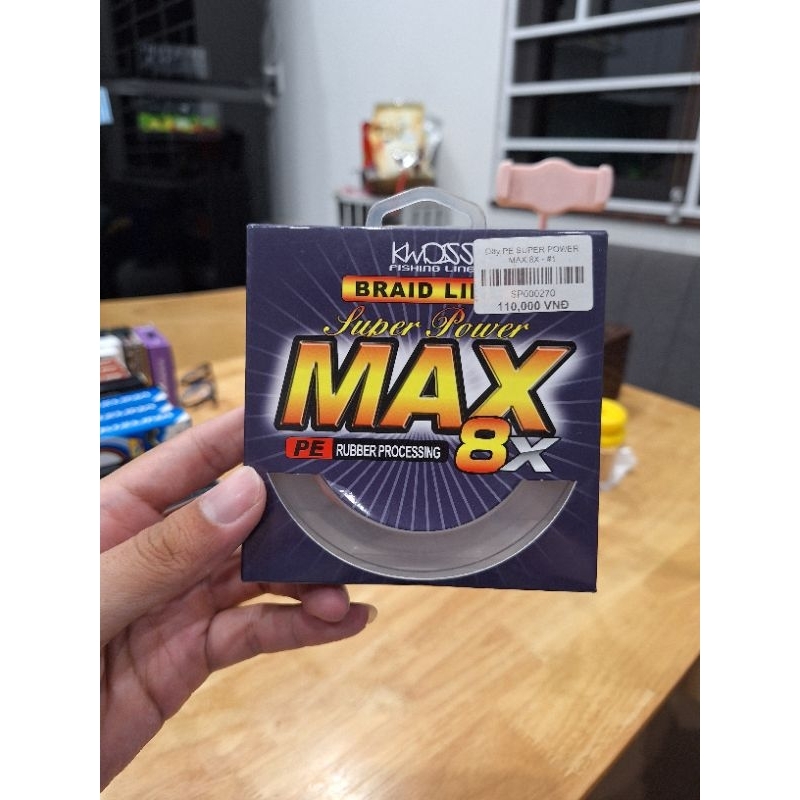 KWOSS
FISHING LINE
Dây PE SUPER POWER
MAX 8X - #1
SP000270
110,000 VNĐ
BRAID LI
Super Power
MAX
8X
PE RUBBER PROCESSING